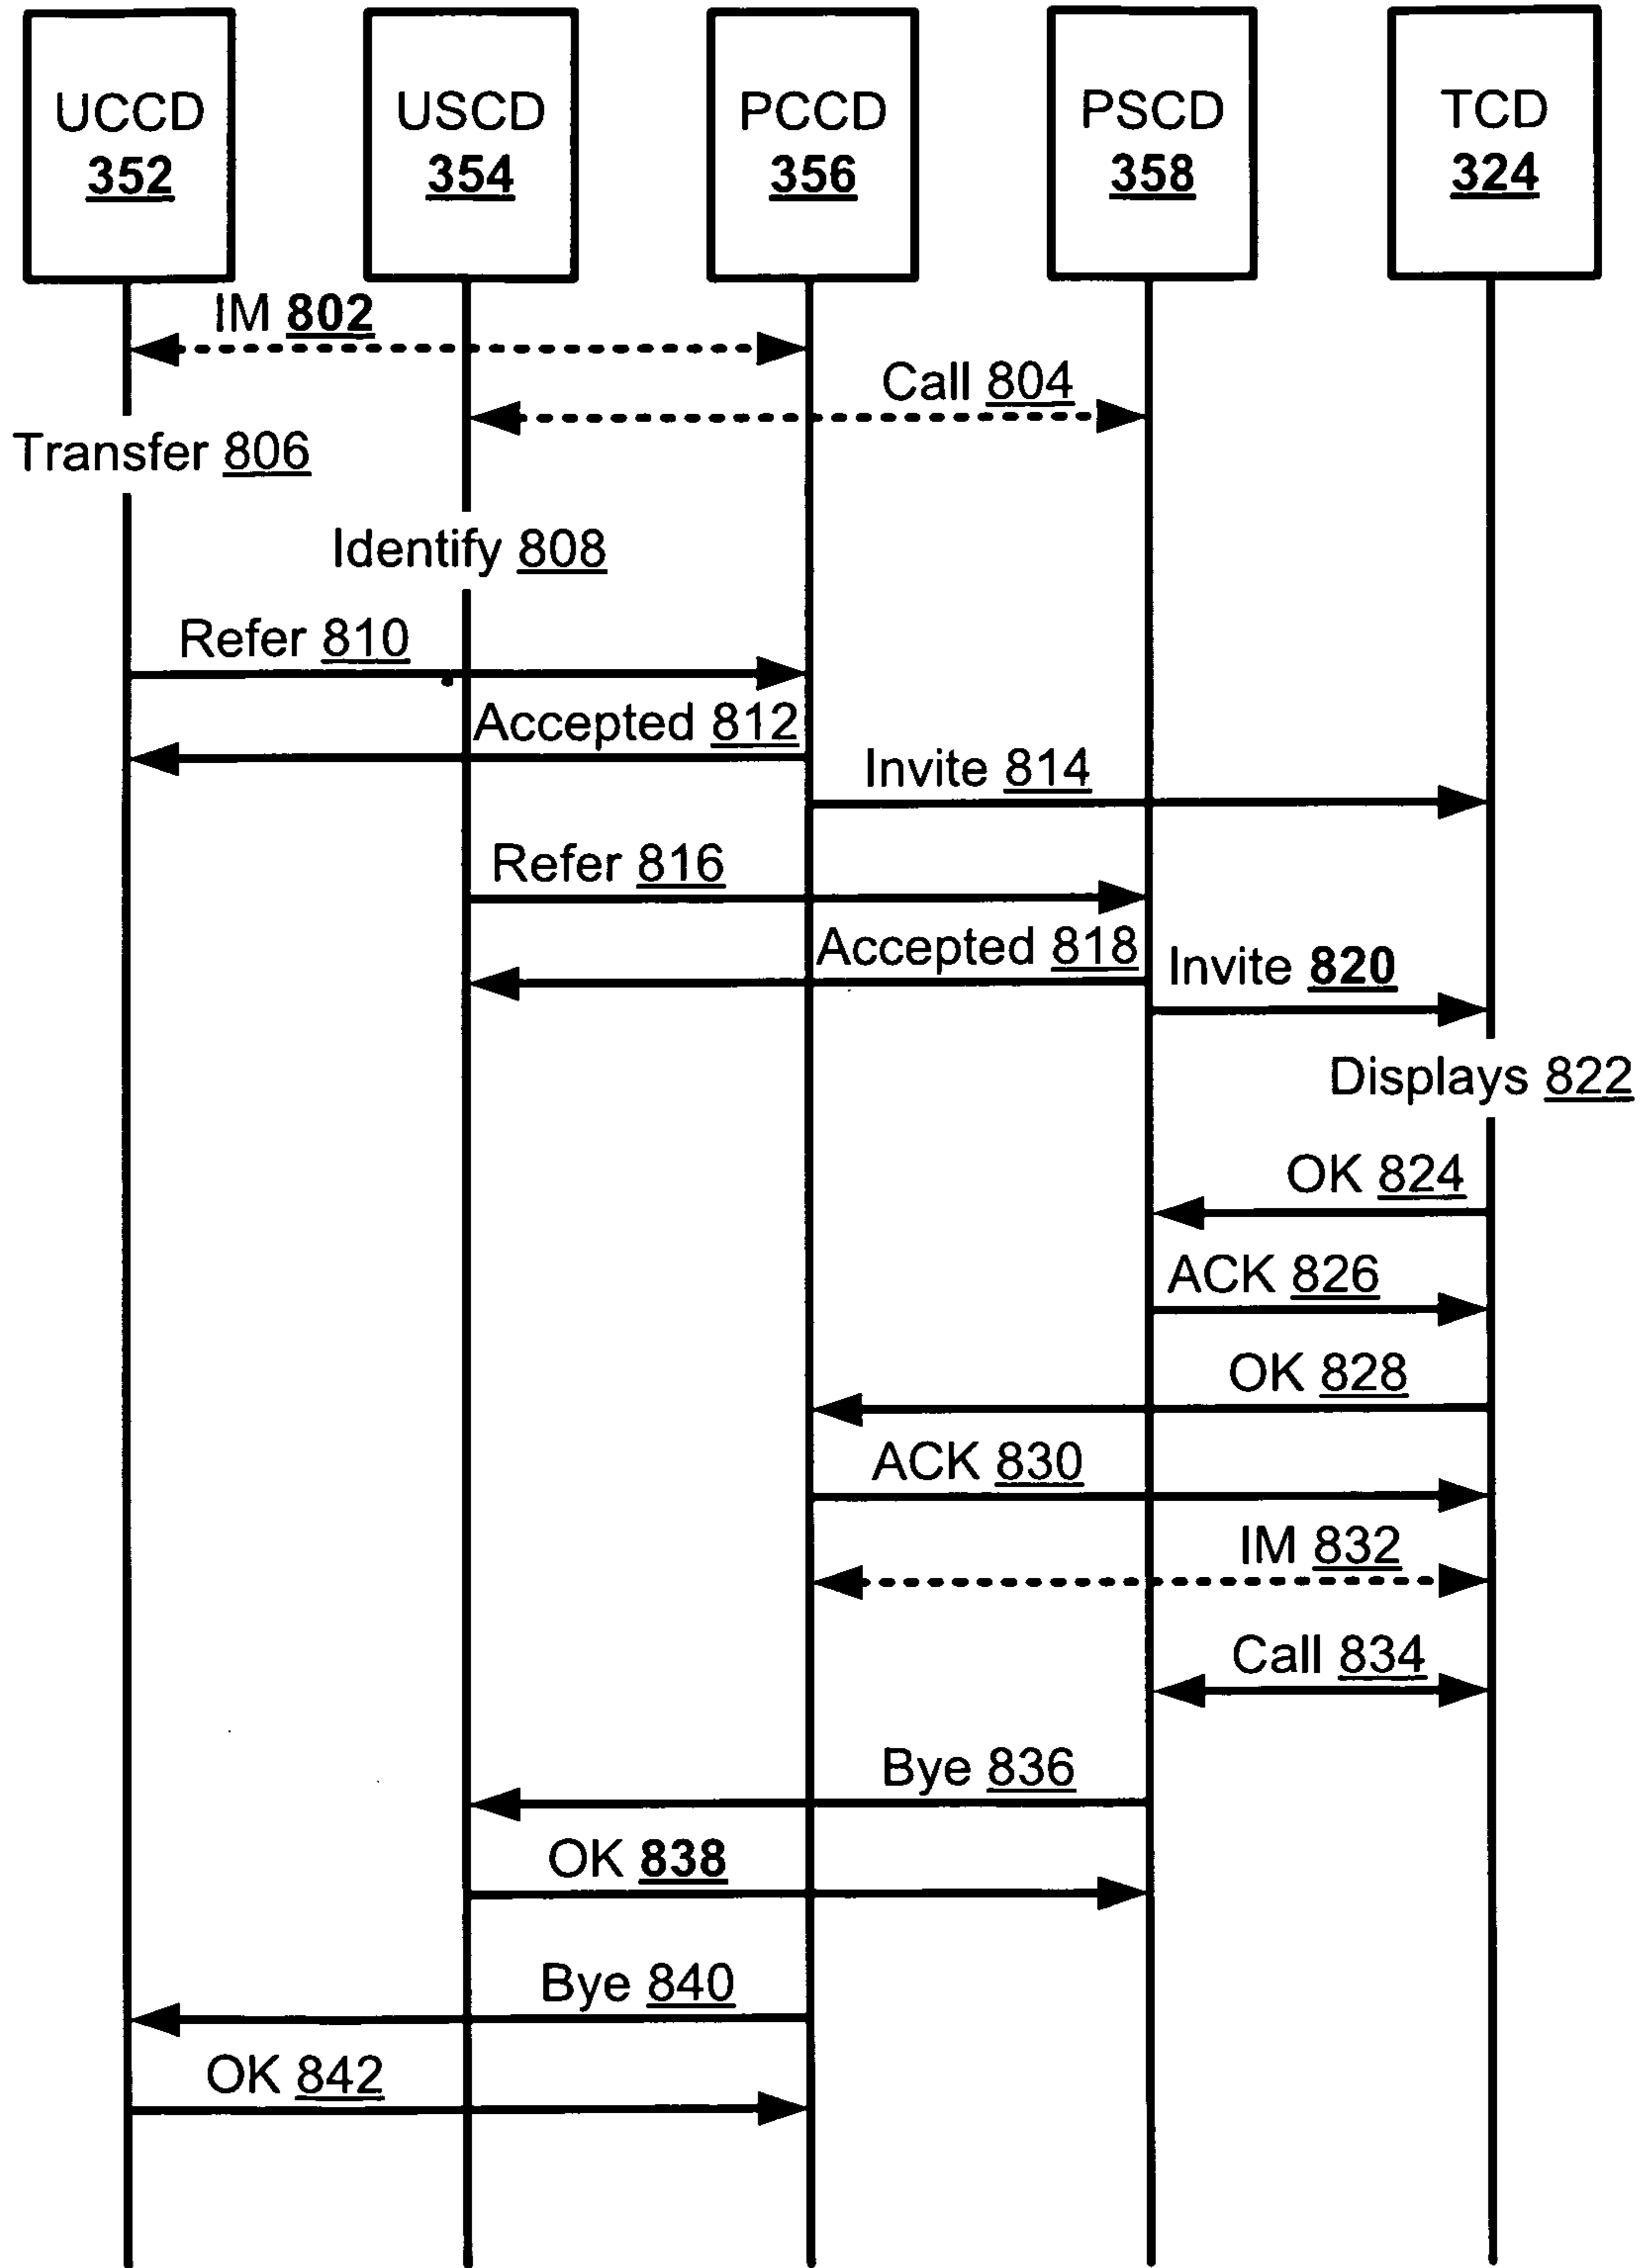 UCCD
352
USCD
354
PCCD
356
PSCD
358
TCD
324
IM 802
Call 804
Transfer 806
Identify 808
Refer 810
Accepted 812
Invite 814
Refer 816
Accepted 818
Invite 820
Displays 822
OK 824
ACK 826
OK 828
ACK 830
IM 832
Call 834
Bye 836
OK 838
Bye 840
OK 842